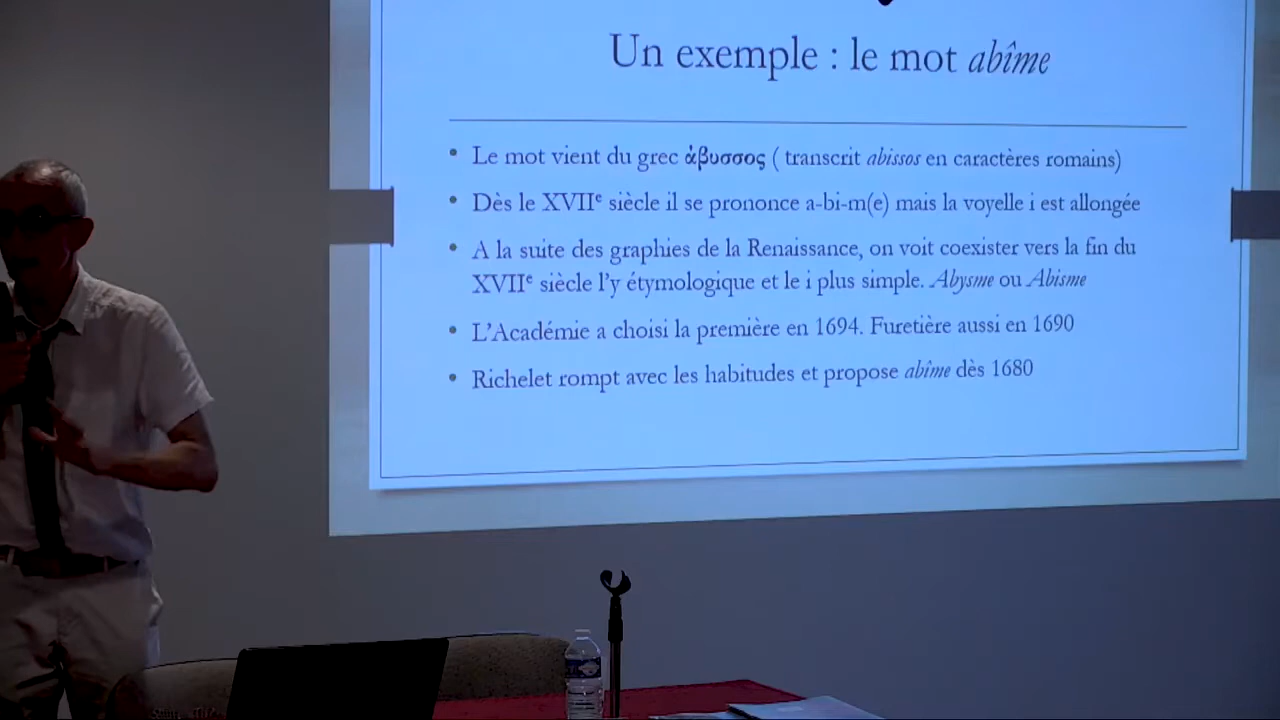 Un exemple : le mot abîme
• Le mot vient du grec ἀβυσσος ( transcrit abissos en caractères romains)
• Dès le XVIIe siècle il se prononce a-bi-m(e) mais la voyelle i est allongée
• A la suite des graphies de la Renaissance, on voit coexister vers la fin du
XVIIe siècle l'y étymologique et le i plus simple. Abysme ou Abisme
• L'Académie a choisi la première en 1694. Furetière aussi en 1690
• Richelet rompt avec les habitudes et propose abîme dès 1680